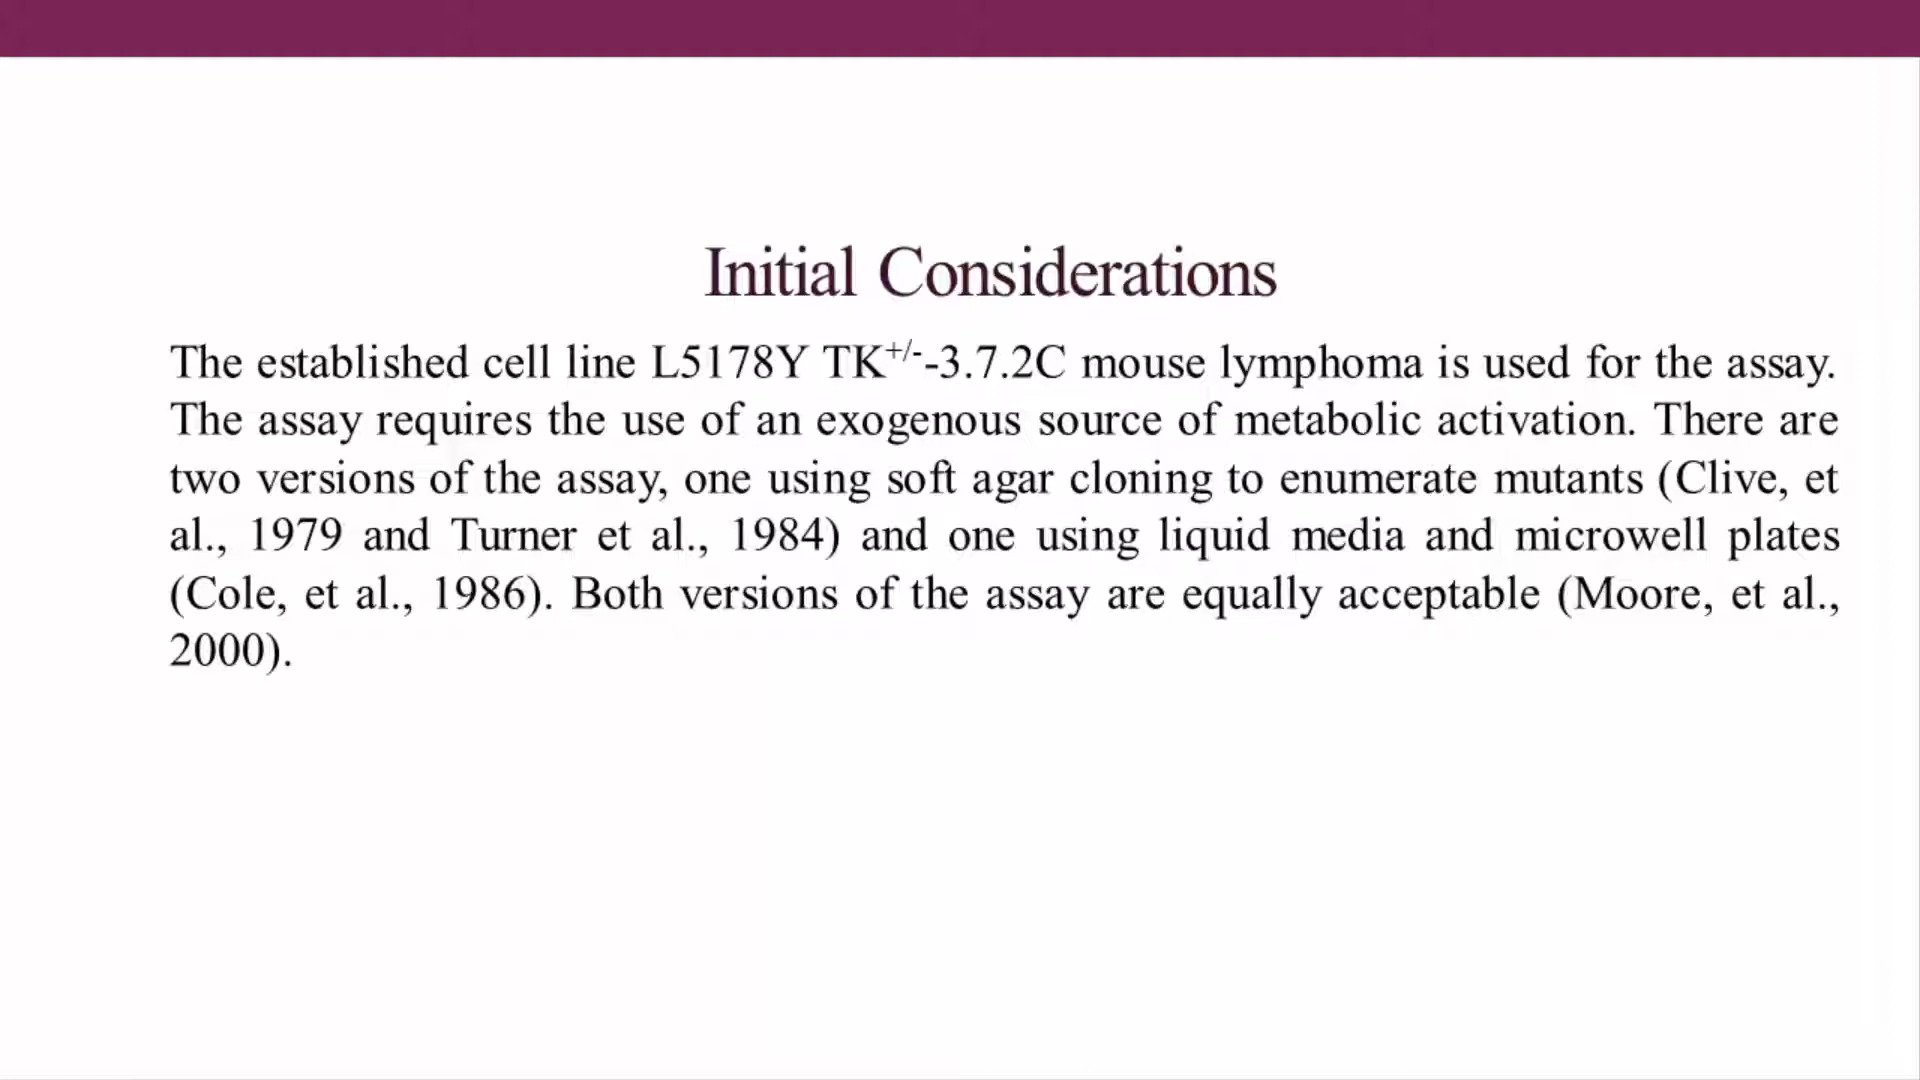 Initial Considerations
The established cell line L5178Y TK+/--3.7.2C mouse lymphoma is used for the assay.
The assay requires the use of an exogenous source of metabolic activation. There are
two versions of the assay, one using soft agar cloning to enumerate mutants (Clive, et
al., 1979 and Turner et al., 1984) and one using liquid media and microwell plates
(Cole, et al., 1986). Both versions of the assay are equally acceptable (Moore, et al.,
2000).